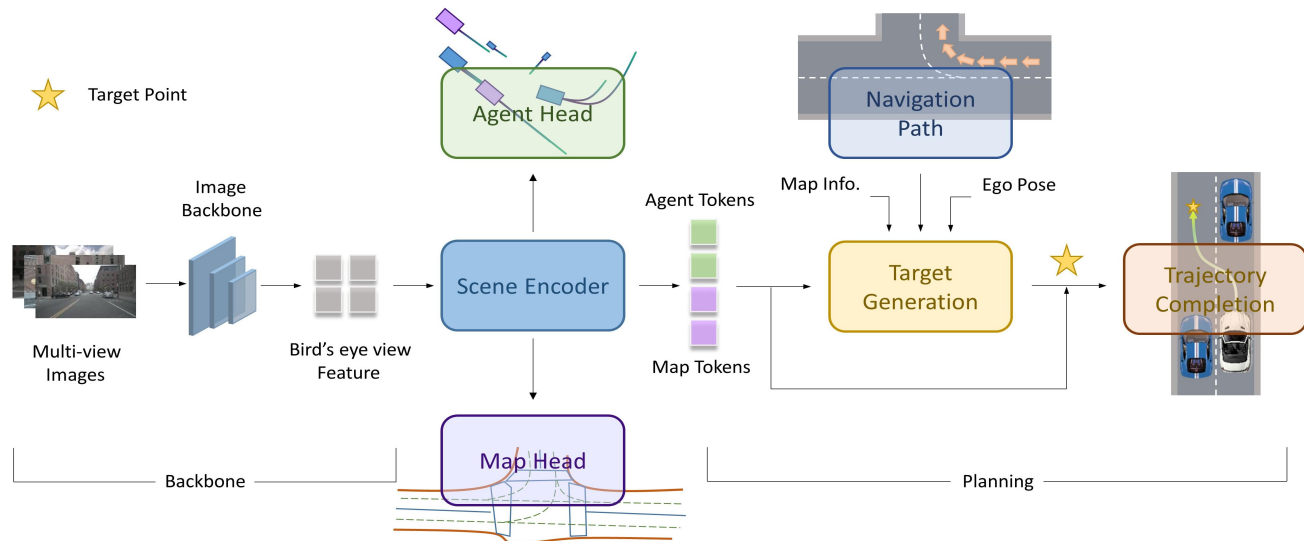 Target Point
Agent Head
Navigation
Path
Image
Backbone
Map Info.
Ego Pose
Agent Tokens
Scene Encoder
Target
Generation
Trajectory
Completion
Multi-view
Images
Bird's eye view
Feature
Map Tokens
Map Head
Backbone
Planning